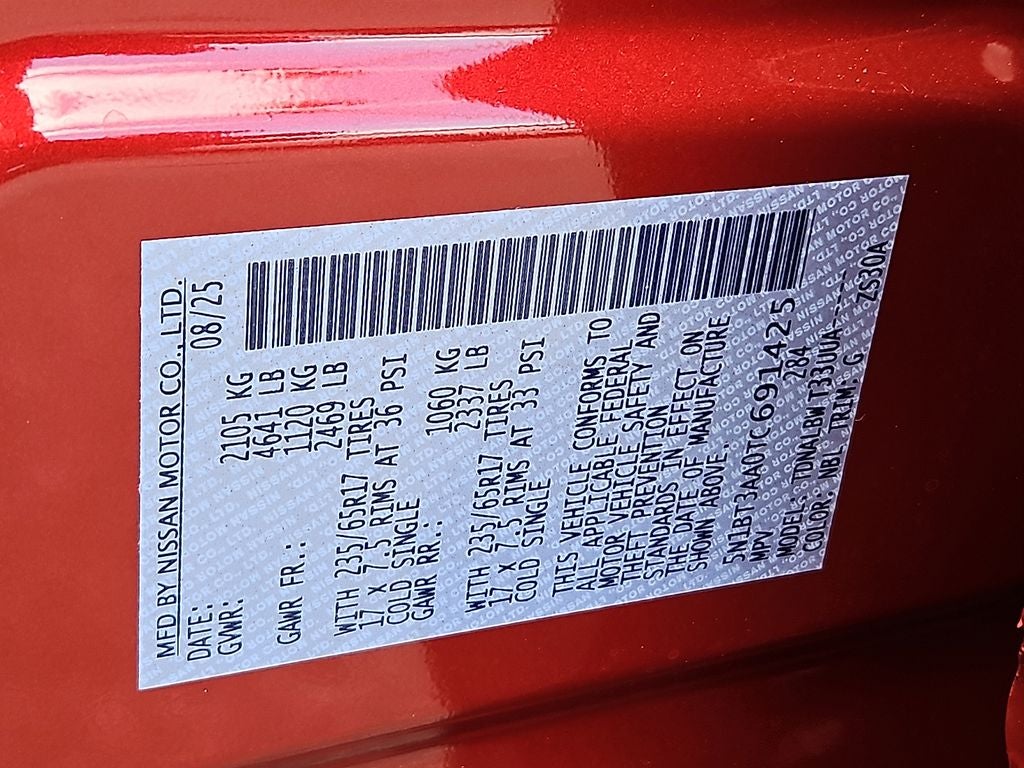 MFD BY NISSAN MOTOR CO., LTD.
DATE: 08/25
GVWR: 2105 KG
4641 LB
GAWR FR.: 1120 KG
2469 LB
WITH 235/65R17 TIRES
17 X 7.5 RIMS AT 36 PSI
COLD SINGLE
GAWR RR.: 1060 KG
2337 LB
WITH 235/65R17 TIRES
17 X 7.5 RIMS AT 33 PSI
COLD SINGLE
THIS VEHICLE CONFORMS TO
ALL APPLICABLE FEDERAL
MOTOR VEHICLE SAFETY AND
THEFT PREVENTION
STANDARDS IN EFFECT ON
THE DATE OF MANUFACTURE
SHOWN ABOVE.
5N1BT3AA0TC691425
MPV 284
MODEL: TDNALBW T33UUA----
COLOR: NBL TRIM: G ZS30A